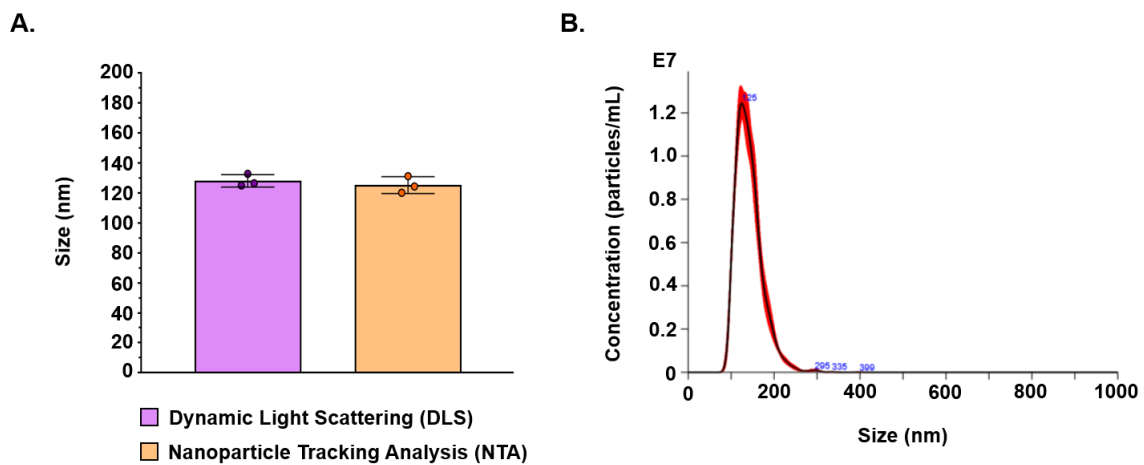 A.
200
180
160
140
120
100
80
60
40
20
0
Size (nm)
Dynamic Light Scattering (DLS)
Nanoparticle Tracking Analysis (NTA)
B.
E7
1.2
1.0
0.8
0.6
0.4
0.2
0
Concentration (particles/mL)
125
295 335 399
0 200 400 600 800 1000
Size (nm)